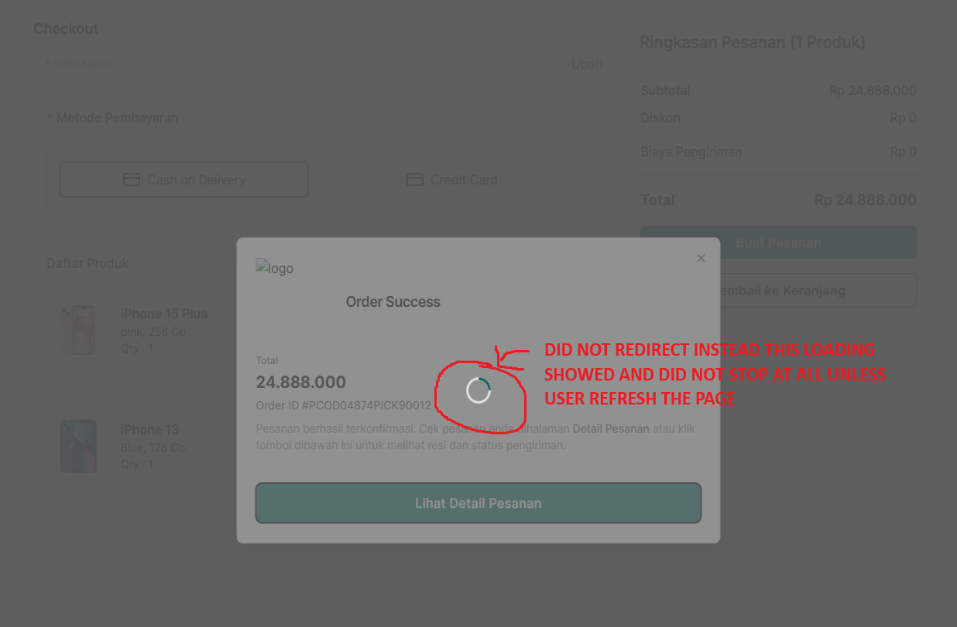 Checkout
Ubah
* Metode Pembayaran
Cash on Delivery
Credit Card
Daftar Produk
iPhone 15 Plus
pink, 256 Gb
Qty : 1
iPhone 13
Blue, 128 Gb
Qty : 1
Ringkasan Pesanan (1 Produk)
Subtotal Rp 24.888.000
Diskon Rp 0
Biaya Pengiriman Rp 0
Total Rp 24.888.000
Buat Pesanan
embali ke Keranjang
logo
×
Order Success
Total
24.888.000
Order ID #PCOD04874PICK90012
Pesanan berhasil terkonfirmasi. Cek pesanan anda dihalaman Detail Pesanan atau klik
tombol dibawah ini untuk melihat resi dan status pengiriman.
Lihat Detail Pesanan
DID NOT REDIRECT INSTEAD THIS LOADING
SHOWED AND DID NOT STOP AT ALL UNLESS
USER REFRESH THE PAGE